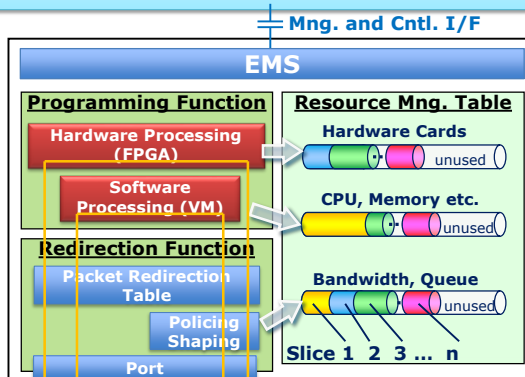 Mng. and Cntl. I/F
EMS
Programming Function
Hardware Processing
(FPGA)
Software
Processing (VM)
Redirection Function
Packet Redirection
Table
Policing
Shaping
Port
Resource Mng. Table
Hardware Cards
unused
CPU, Memory etc.
unused
Bandwidth, Queue
unused
Slice 1 2 3 ... n